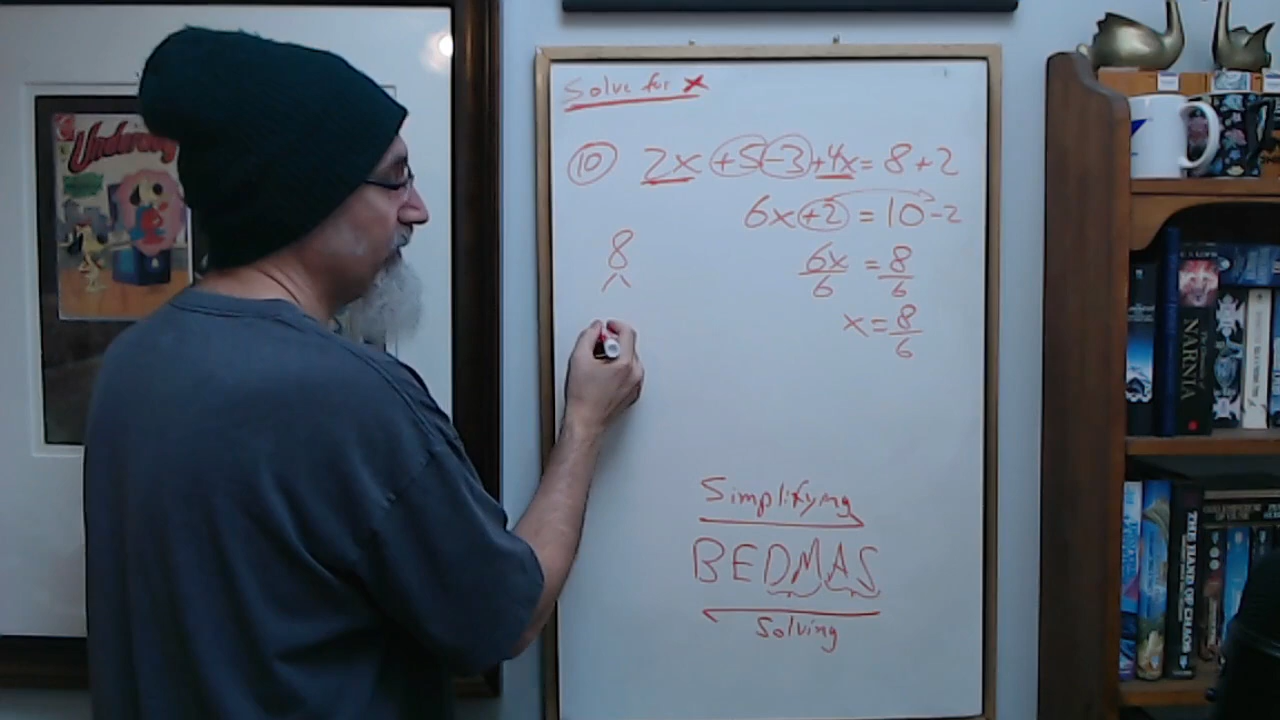 Underdog
Solve for x
10 2x +5 -3 +4x = 8 + 2
6x +2 = 10 - 2
8
6x/6 = 8/6
x = 8/6
Simplifying
BEDMAS
Solving
NARNIA
THE HAND OF CHAOS